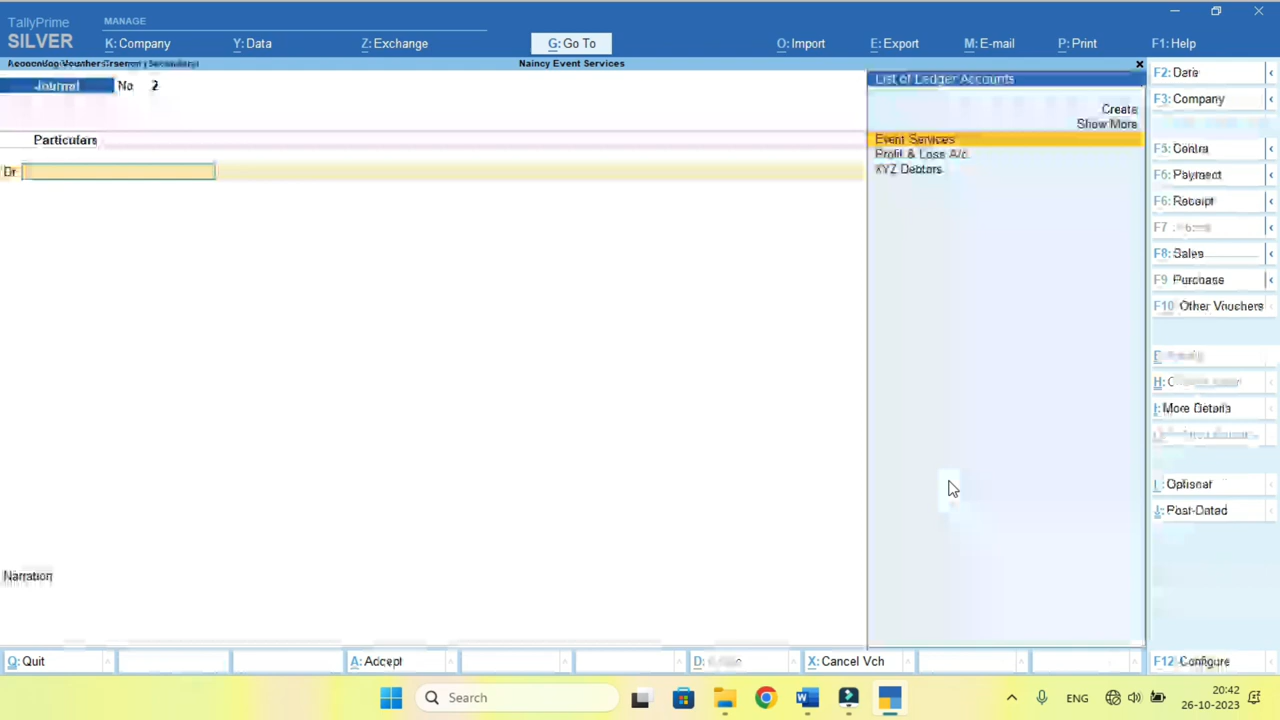 TallyPrime
MANAGE
SILVER
K: Company
Y: Data
Z: Exchange
G: Go To
O: Import
E: Export
M: E-mail
P: Print
F1: Help
Naincy Event Services
Journal No. 2
List of Ledger Accounts
Create
Show More
Particulars
Event Services
Profit & Loss A/c
XYZ Debtors
Dr
F2: Date
F3: Company
F5: Contra
Payment
F6: Receipt
F7
F8: Sales
F9 Purchase
F10 Other Vouchers
H:
I: More Details
L: Optional
Post-Dated
Narration
Q: Quit
A: Accept
D:
X: Cancel Vch
F12 Configure
Search
ENG
20:42
26-10-2023